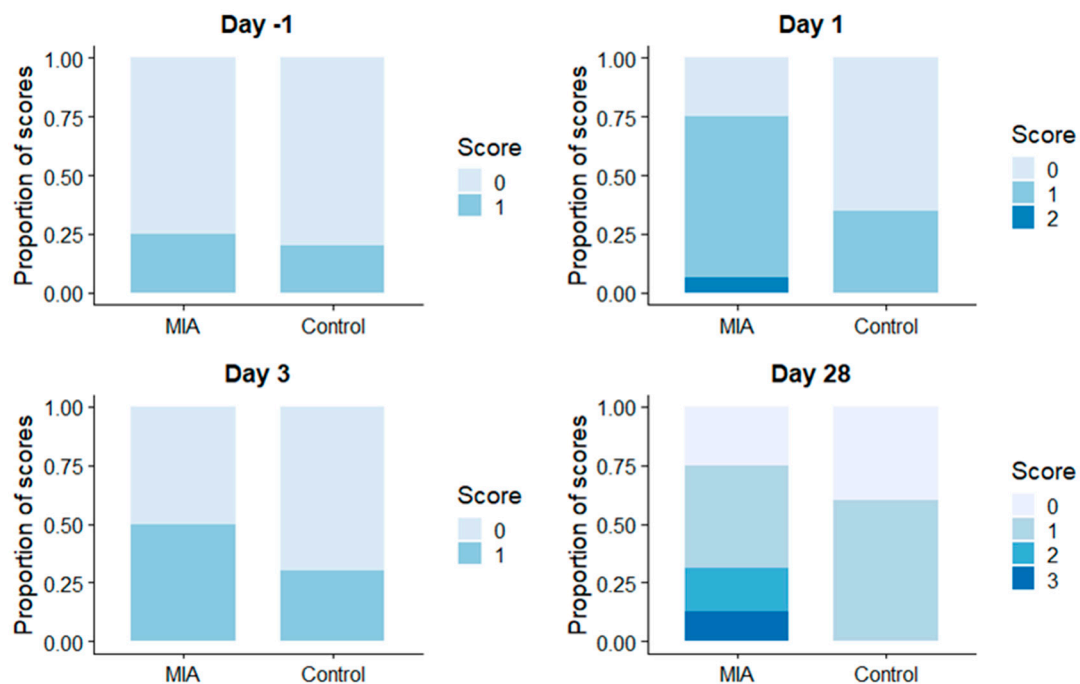 Day -1
Proportion of scores
1.00
0.75
0.50
0.25
0.00
MIA Control
Score
0
1
Day 1
Proportion of scores
1.00
0.75
0.50
0.25
0.00
MIA Control
Score
0
1
2
Day 3
Proportion of scores
1.00
0.75
0.50
0.25
0.00
MIA Control
Score
0
1
Day 28
Proportion of scores
1.00
0.75
0.50
0.25
0.00
MIA Control
Score
0
1
2
3